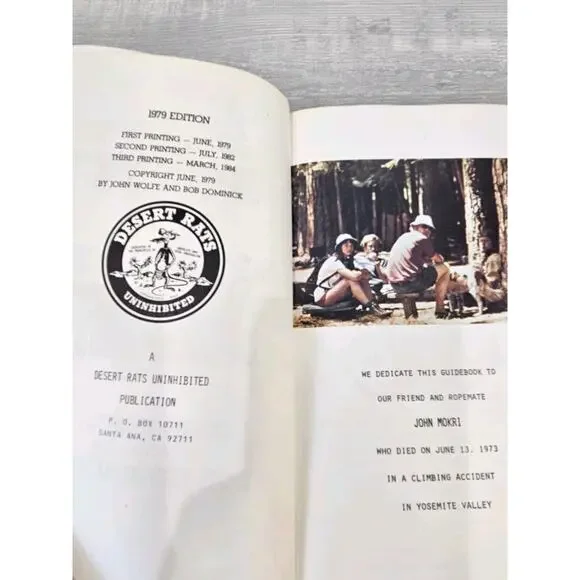 1979 EDITION
FIRST PRINTING — JUNE, 1979
SECOND PRINTING — JULY, 1982
THIRD PRINTING — MARCH, 1984
COPYRIGHT JUNE, 1979
BY JOHN WOLFE AND BOB DOMINICK
DESERT RATS
UNINHIBITED
A
DESERT RATS UNINHIBITED
PUBLICATION
P. O. BOX 10711
SANTA ANA, CA 92711
WE DEDICATE THIS GUIDEBOOK TO
OUR FRIEND AND ROPEMATE
JOHN MOKRI
WHO DIED ON JUNE 13, 1973
IN A CLIMBING ACCIDENT
IN YOSEMITE VALLEY